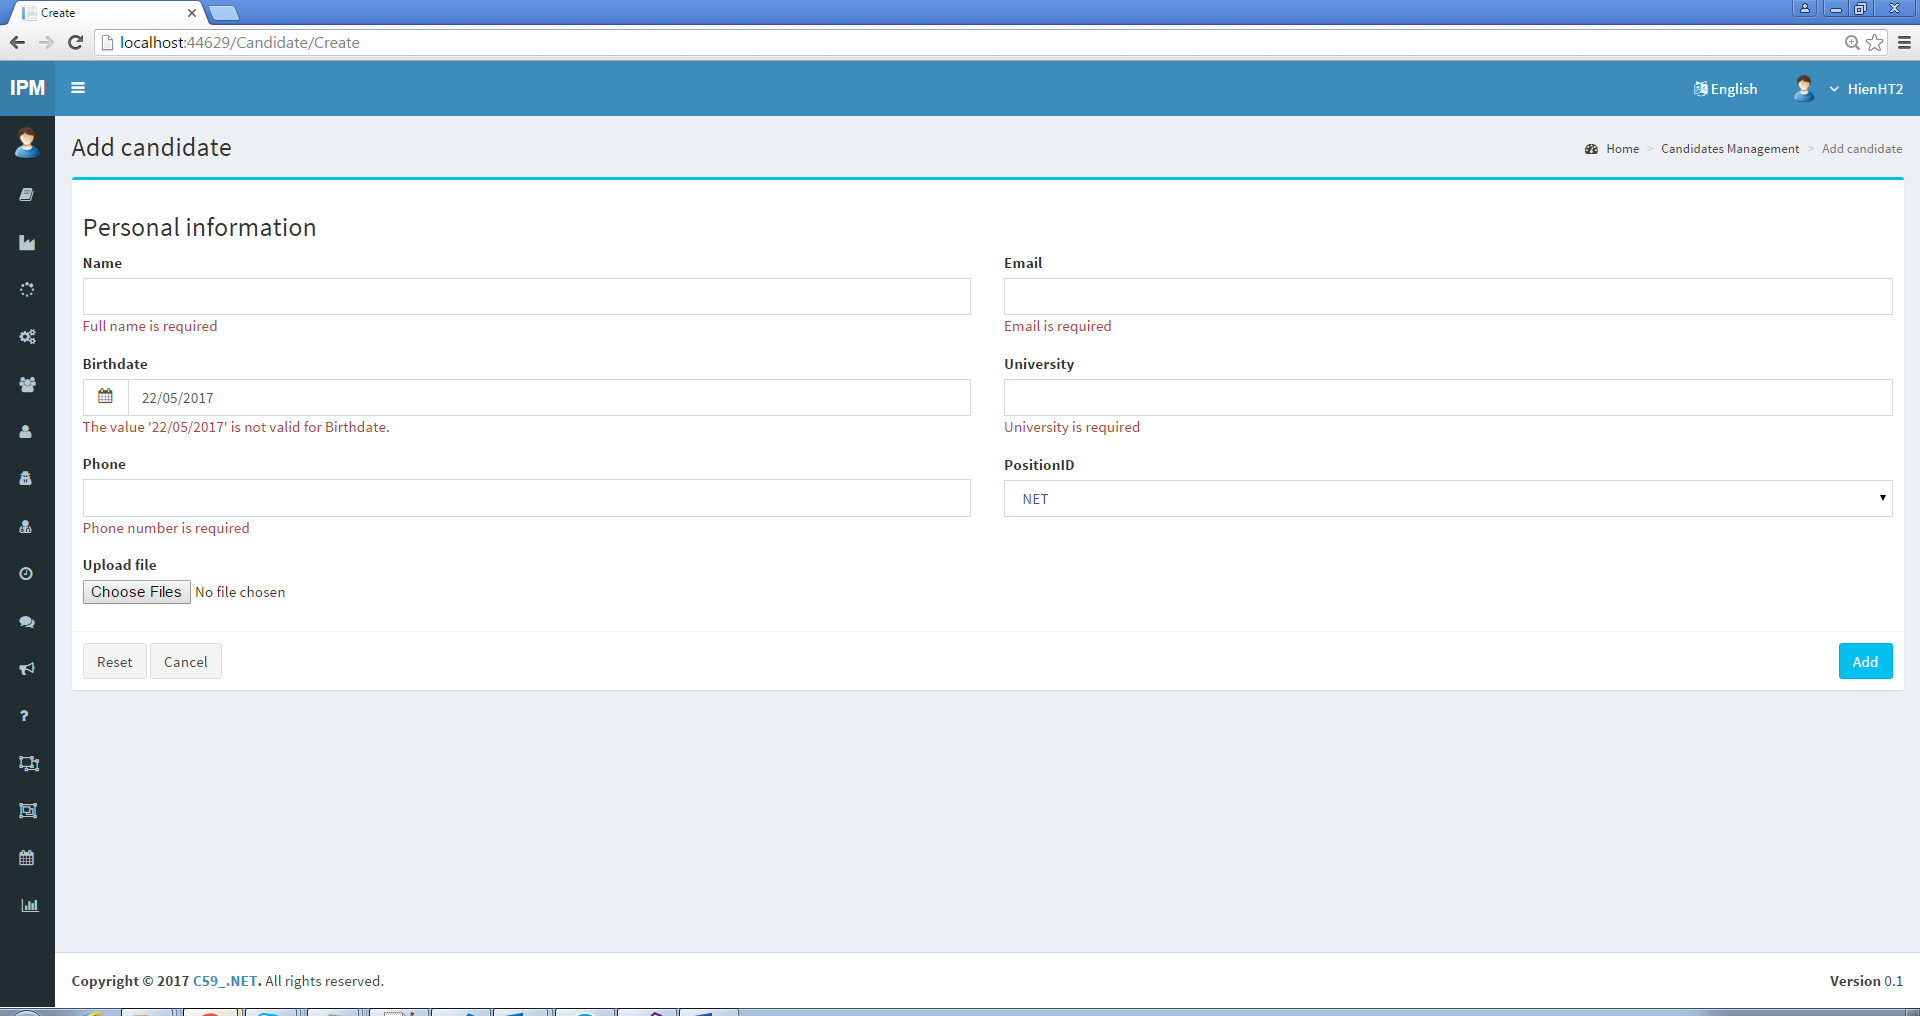 Create
localhost:44629/Candidate/Create
IPM
English
HienHT2
Add candidate
Home > Candidates Management > Add candidate
Personal information
Name
Email
Full name is required
Email is required
Birthdate
University
22/05/2017
The value '22/05/2017' is not valid for Birthdate.
University is required
Phone
PositionID
NET
Phone number is required
Upload file
Choose Files No file chosen
Reset
Cancel
Add
Copyright © 2017 C59_.NET. All rights reserved.
Version 0.1